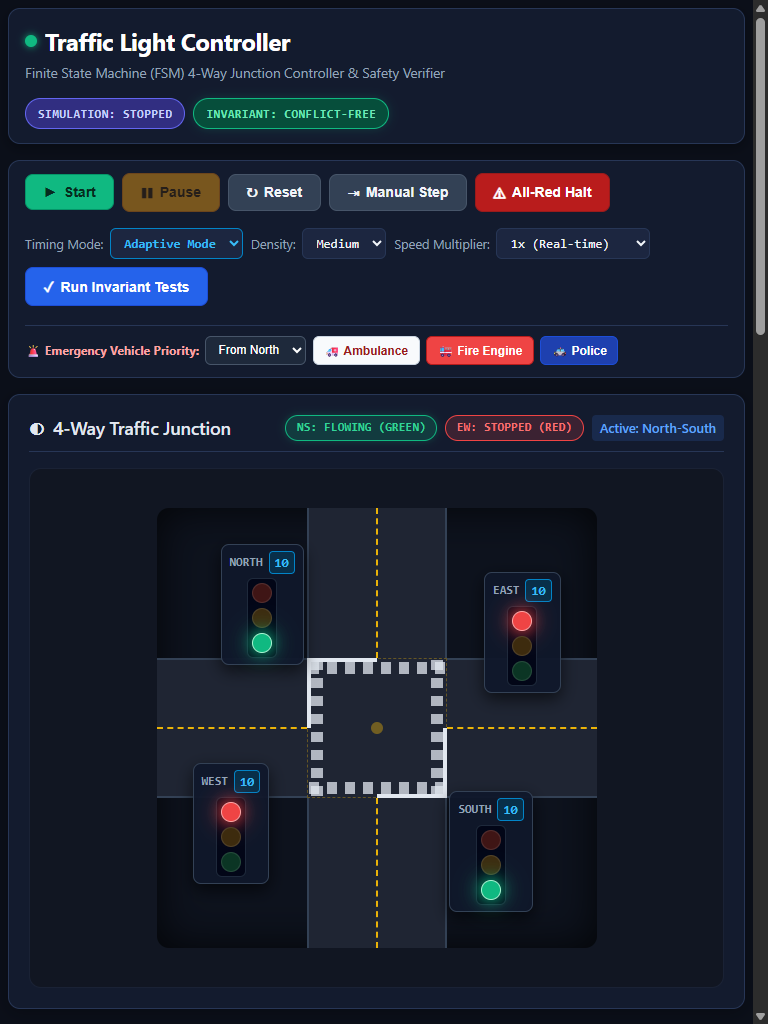 Traffic Light Controller
Finite State Machine (FSM) 4-Way Junction Controller & Safety Verifier
SIMULATION: STOPPED
INVARIANT: CONFLICT-FREE
Start
Pause
Reset
Manual Step
All-Red Halt
Timing Mode: Adaptive Mode
Density: Medium
Speed Multiplier: 1x (Real-time)
✓ Run Invariant Tests
Emergency Vehicle Priority: From North
Ambulance
Fire Engine
Police
4-Way Traffic Junction
NS: FLOWING (GREEN)
EW: STOPPED (RED)
Active: North-South
NORTH 10
EAST 10
WEST 10
SOUTH 10